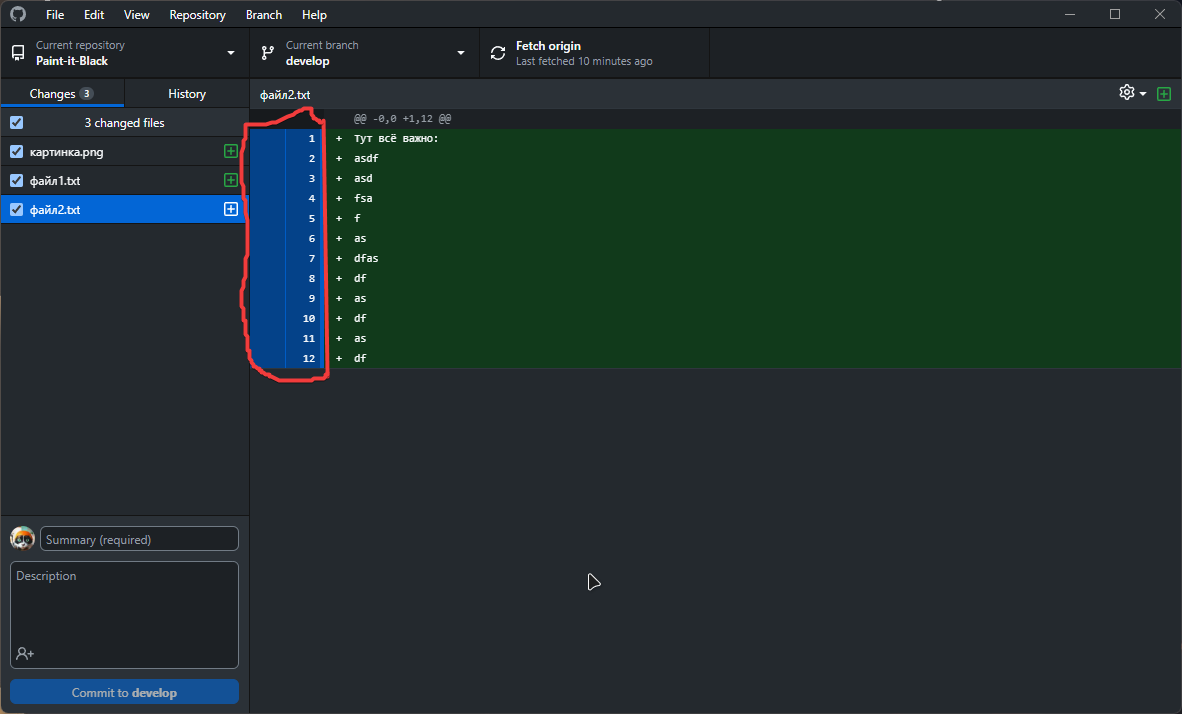 File Edit View Repository Branch Help
Current repository
Paint-it-Black
Current branch
develop
Fetch origin
Last fetched 10 minutes ago
Changes 3
History
файл2.txt
3 changed files
картинка.png
файл1.txt
файл2.txt
@@ -0,0 +1,12 @@
1 + Тут всё важно:
2 + asdf
3 + asd
4 + fsa
5 + f
6 + as
7 + dfas
8 + df
9 + as
10 + df
11 + as
12 + df
Summary (required)
Description
Commit to develop